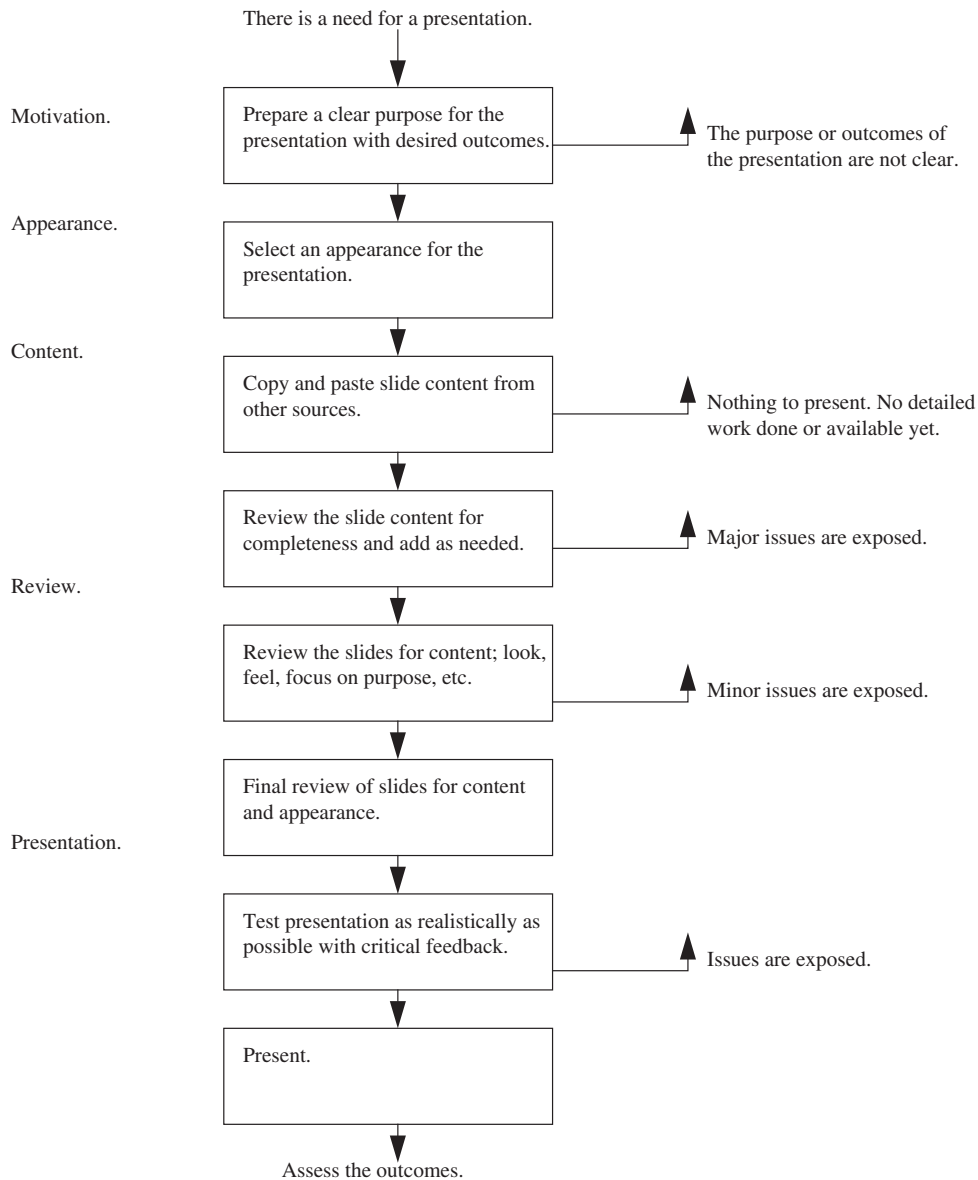 There is a need for a presentation.
Motivation.
Prepare a clear purpose for the
presentation with desired outcomes.
The purpose or outcomes of
the presentation are not clear.
Appearance.
Select an appearance for the
presentation.
Content.
Copy and paste slide content from
other sources.
Nothing to present. No detailed
work done or available yet.
Review the slide content for
completeness and add as needed.
Major issues are exposed.
Review.
Review the slides for content; look,
feel, focus on purpose, etc.
Minor issues are exposed.
Final review of slides for content
and appearance.
Presentation.
Test presentation as realistically as
possible with critical feedback.
Issues are exposed.
Present.
Assess the outcomes.